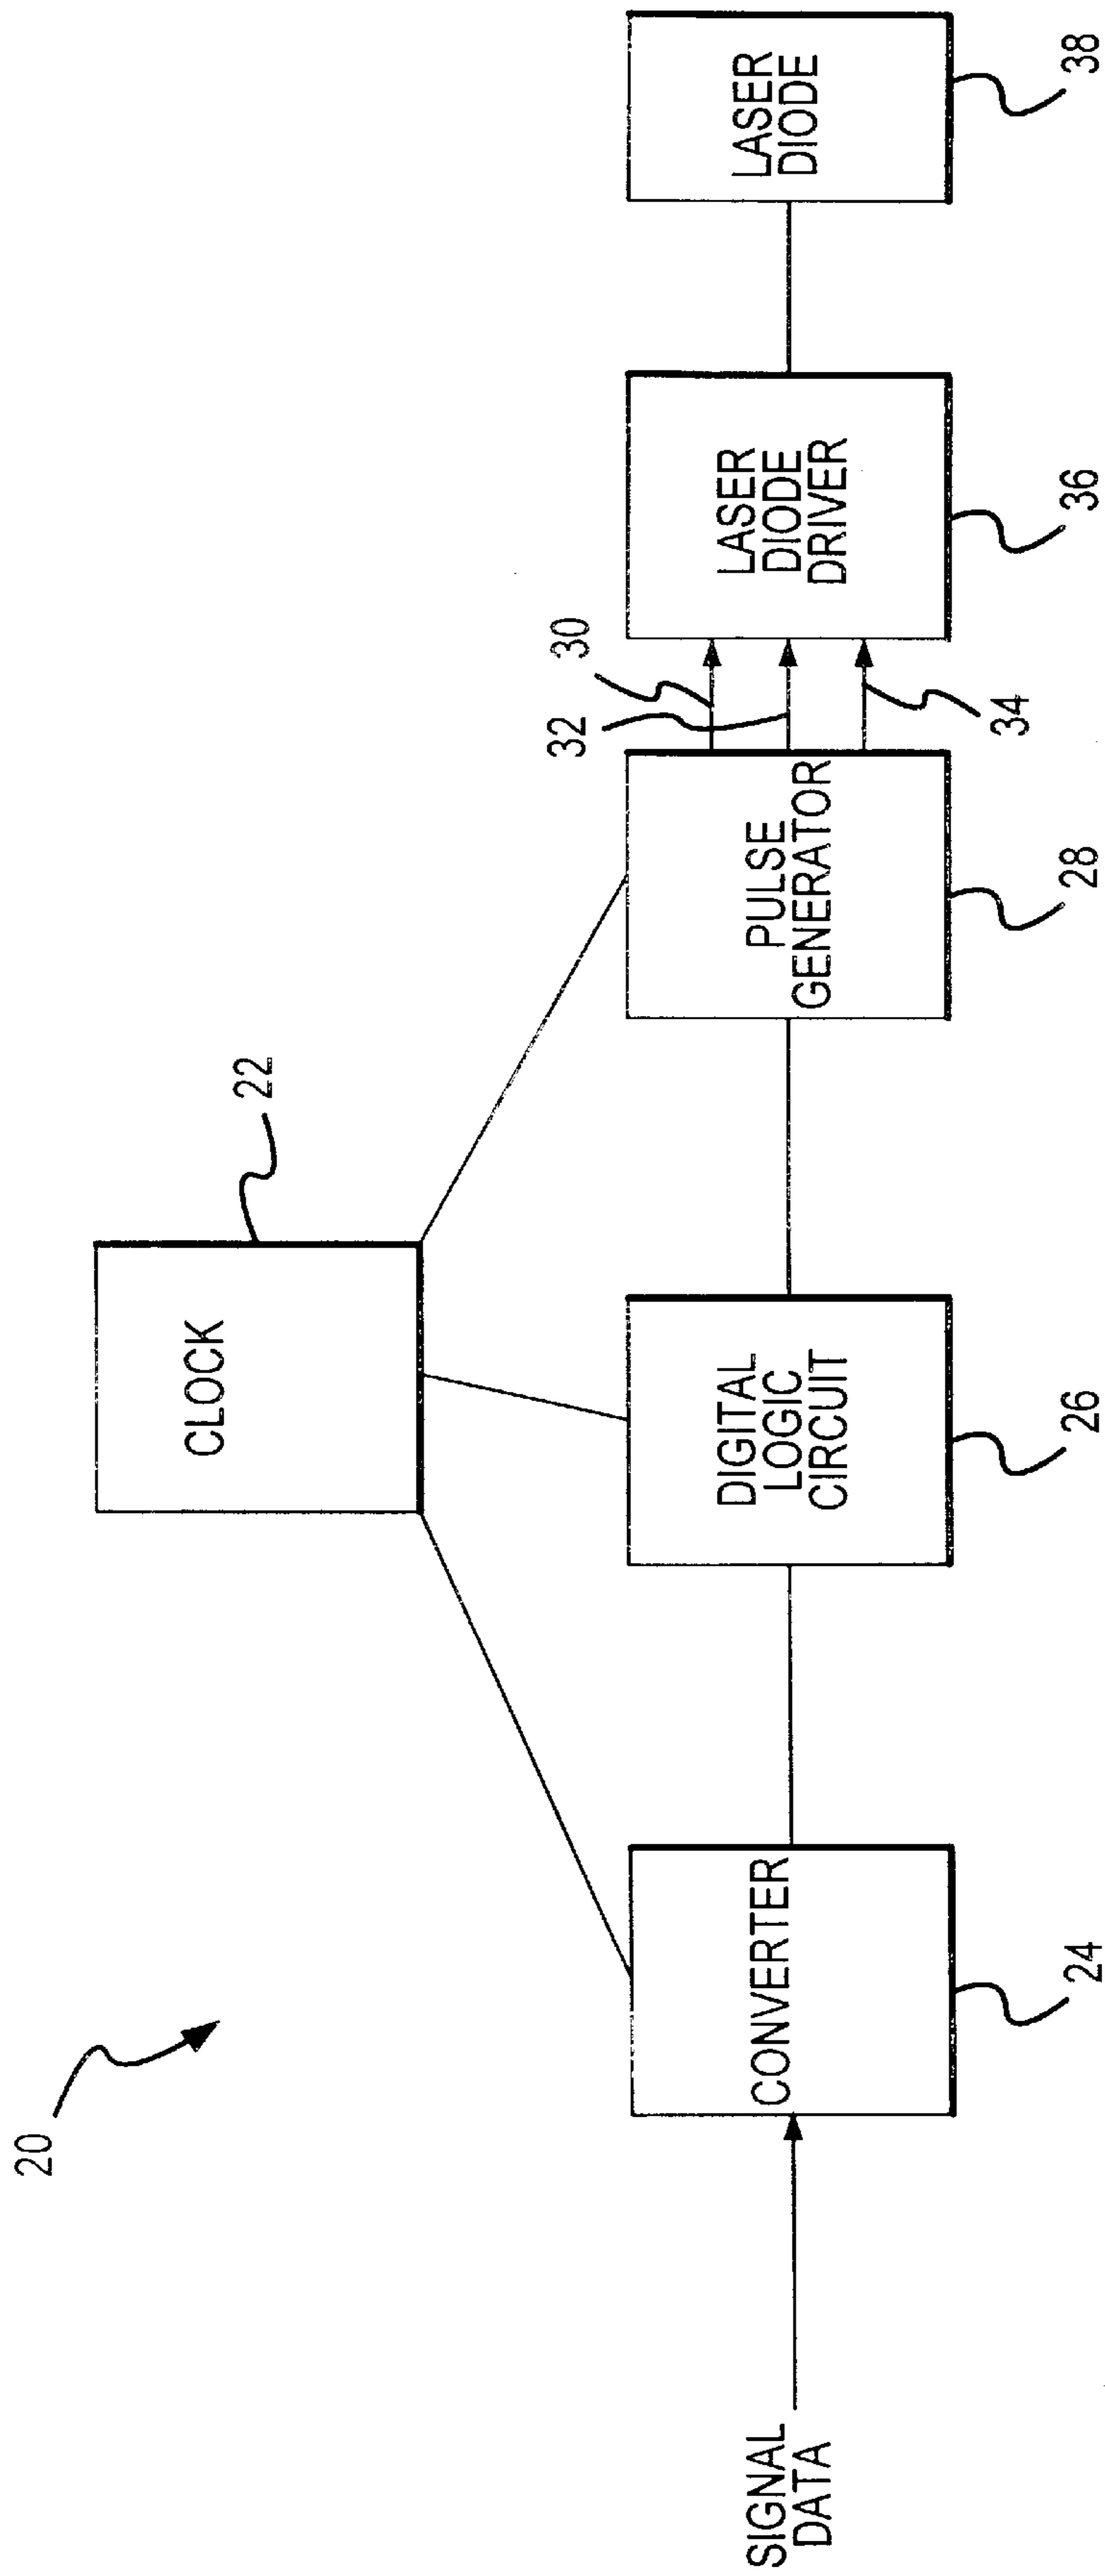 20
CLOCK
22
SIGNAL
DATA
CONVERTER
24
DIGITAL
LOGIC
CIRCUIT
26
PULSE
GENERATOR
28
30
32
34
LASER
DIODE
DRIVER
36
LASER
DIODE
38